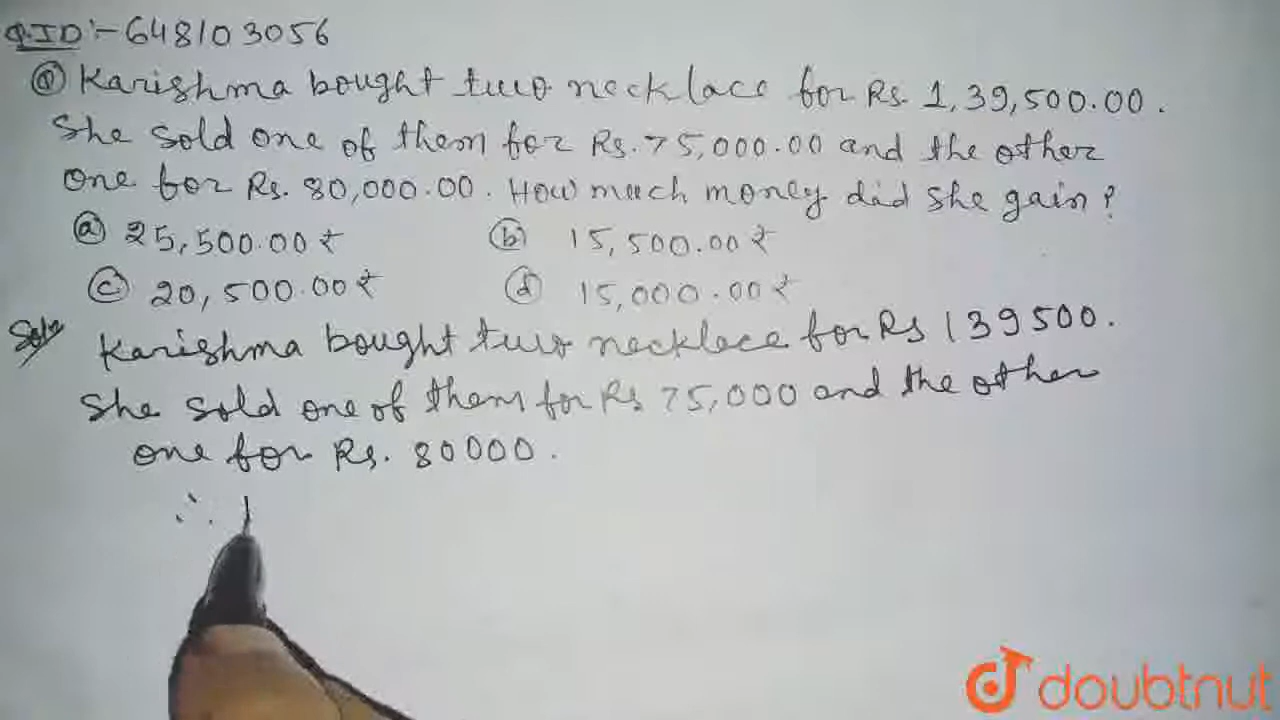 Q.ID:-648103056
Q Karishma bought two necklace for Rs. 1,39,500.00.
She sold one of them for Rs. 75,000.00 and the other
one for Rs. 80,000.00. How much money did she gain?
(a) 25,500.00₹ (b) 15,500.00₹
(c) 20,500.00₹ (d) 15,000.00₹
Solⁿ Karishma bought two necklace for Rs 139500.
She sold one of them for Rs 75,000 and the other
one for Rs. 80000.
∴
doubtnut